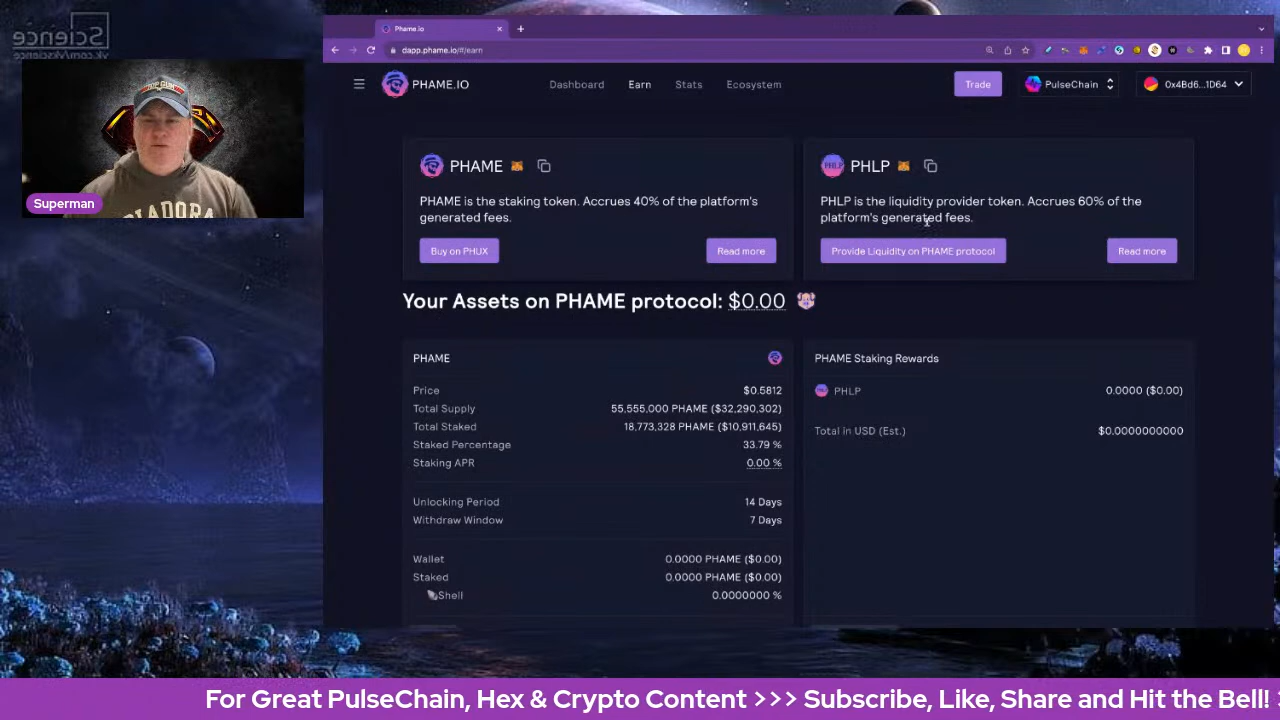 Science
vk.com/vkscience
Superman
Phame.io
dapp.phame.io/#/earn
PHAME.IO
Dashboard Earn Stats Ecosystem
Trade
PulseChain
0x4Bd6...1D64
PHAME
PHAME is the staking token. Accrues 40% of the platform's
generated fees.
Buy on PHUX
Read more
PHLP
PHLP is the liquidity provider token. Accrues 60% of the
platform's generated fees.
Provide Liquidity on PHAME protocol
Read more
Your Assets on PHAME protocol: $0.00
PHAME
Price $0.5812
Total Supply 55,555,000 PHAME ($32,290,302)
Total Staked 18,773,328 PHAME ($10,911,645)
Staked Percentage 33.79 %
Staking APR 0.00 %
Unlocking Period 14 Days
Withdraw Window 7 Days
Wallet 0.0000 PHAME ($0.00)
Staked 0.0000 PHAME ($0.00)
Shell 0.0000000 %
PHAME Staking Rewards
PHLP 0.0000 ($0.00)
Total in USD (Est.) $0.0000000000
For Great PulseChain, Hex & Crypto Content >>> Subscribe, Like, Share and Hit the Bell!